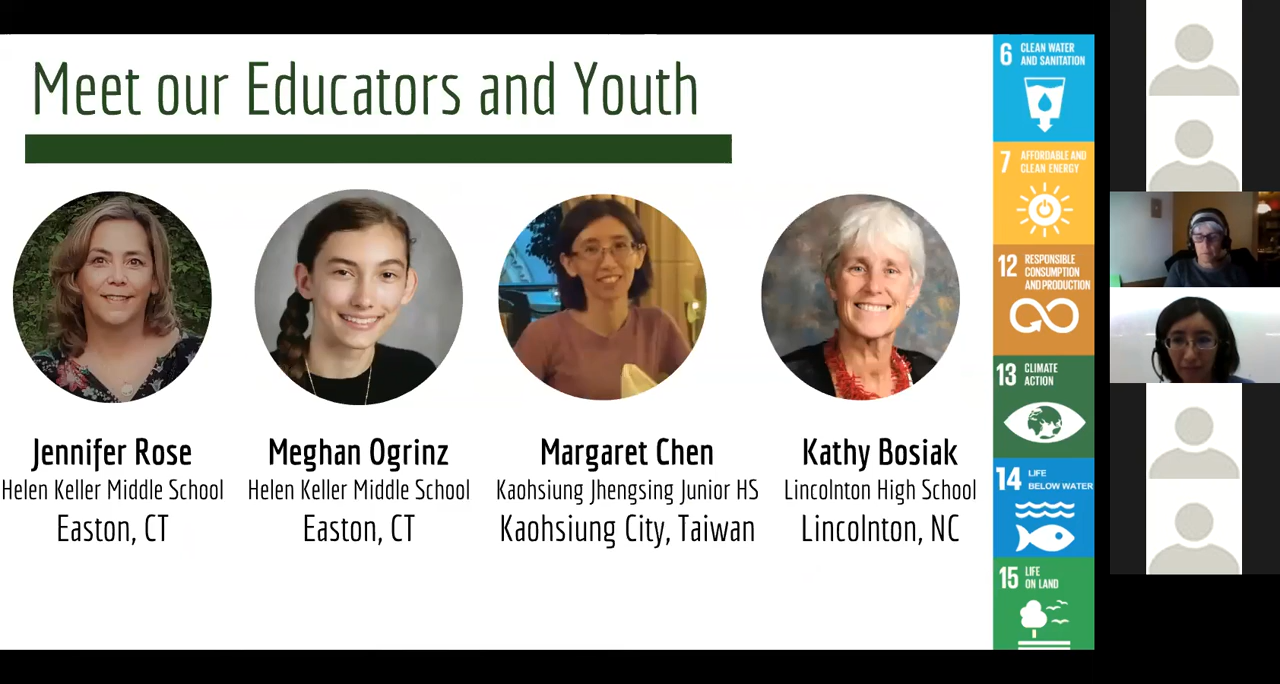 Meet our Educators and Youth
Jennifer Rose
Helen Keller Middle School
Easton, CT
Meghan Ogrinz
Helen Keller Middle School
Easton, CT
Margaret Chen
Kaohsiung Jhengsing Junior HS
Kaohsiung City, Taiwan
Kathy Bosiak
Lincolnton High School
Lincolnton, NC
6 CLEAN WATER
AND SANITATION
7 AFFORDABLE AND
CLEAN ENERGY
12 RESPONSIBLE
CONSUMPTION
AND PRODUCTION
13 CLIMATE
ACTION
14 LIFE
BELOW WATER
15 LIFE
ON LAND